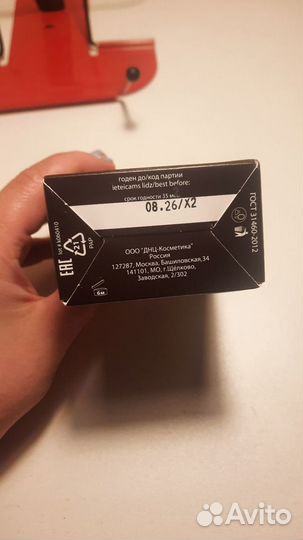 годен до/код партии
ieteicams lidz/best before:
срок годности 35 м
08.26/X2
ГОСТ 31460-2012
EAC
21
PAP
ООО "ДНЦ-Косметика"
Россия
127287, Москва, Башиловская,34
141101, МО, г.Щёлково,
Заводская, 2/302
6м
Avito